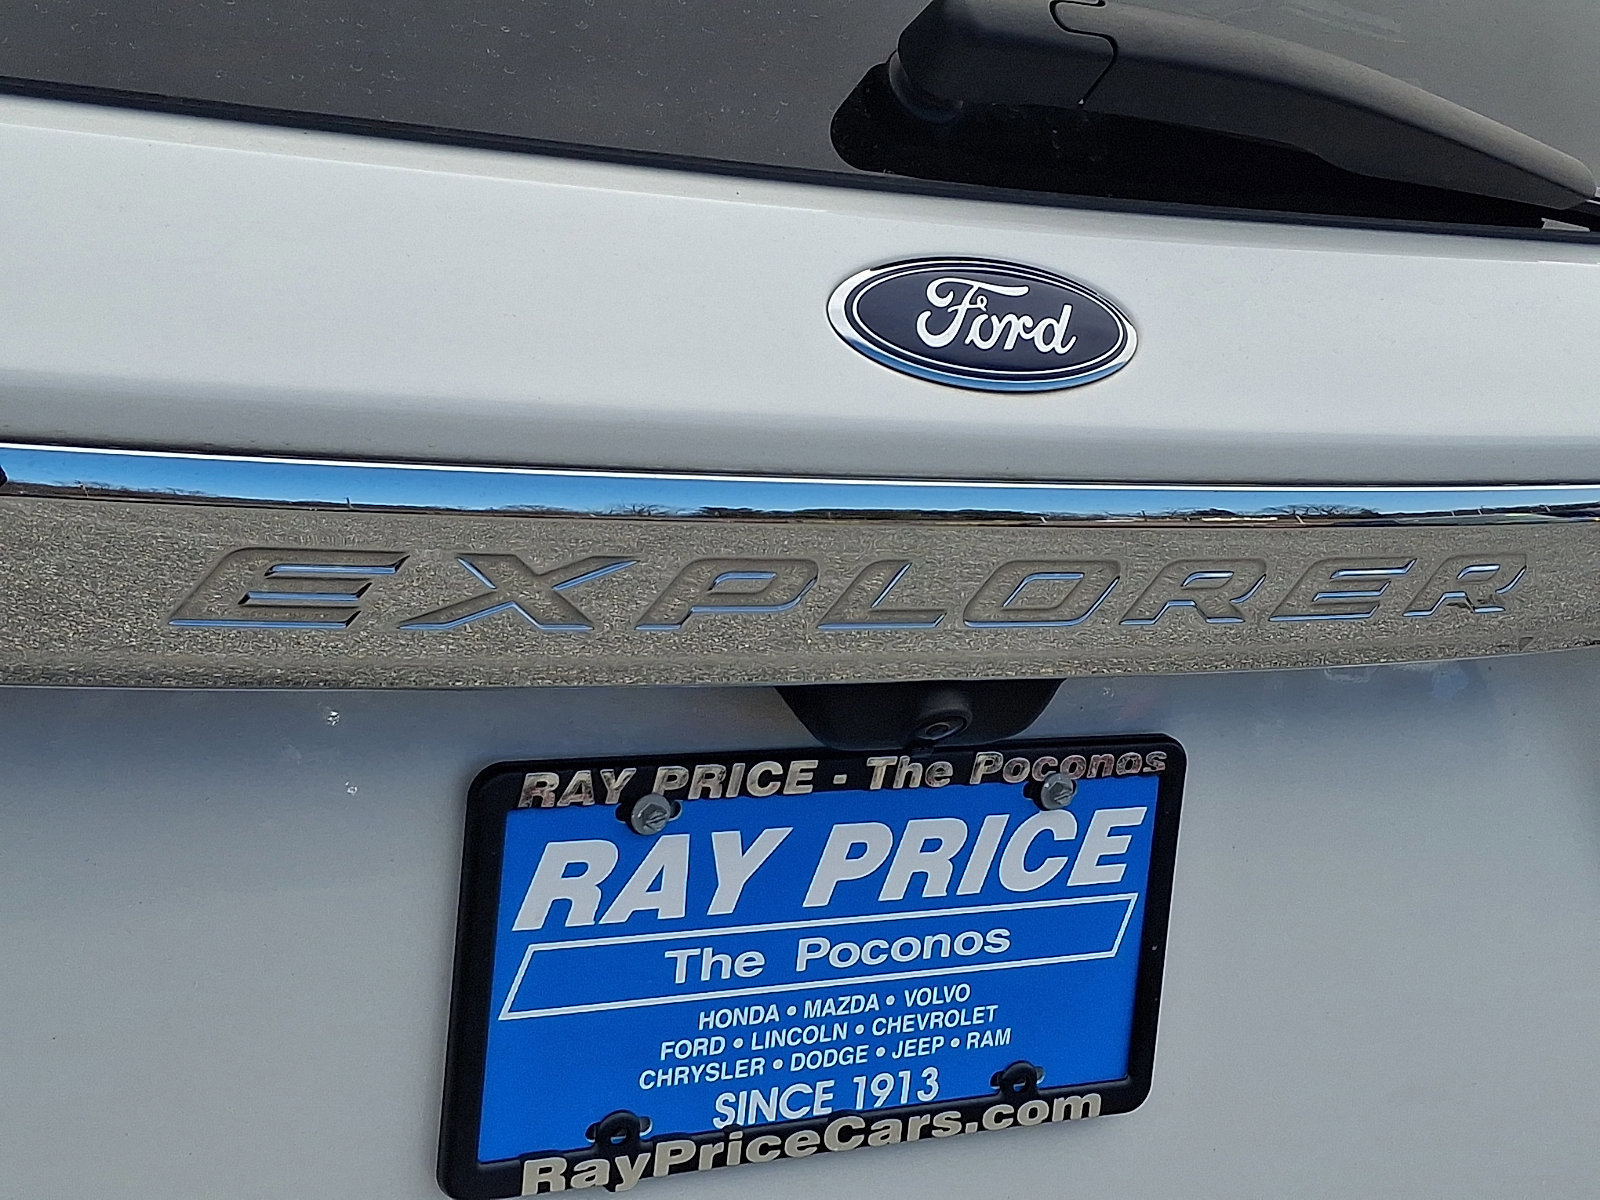 Ford
EXPLORER
RAY PRICE - The Poconos
RAY PRICE
The Poconos
HONDA • MAZDA • VOLVO
FORD • LINCOLN • CHEVROLET
CHRYSLER • DODGE • JEEP • RAM
SINCE 1913
RayPriceCars.com